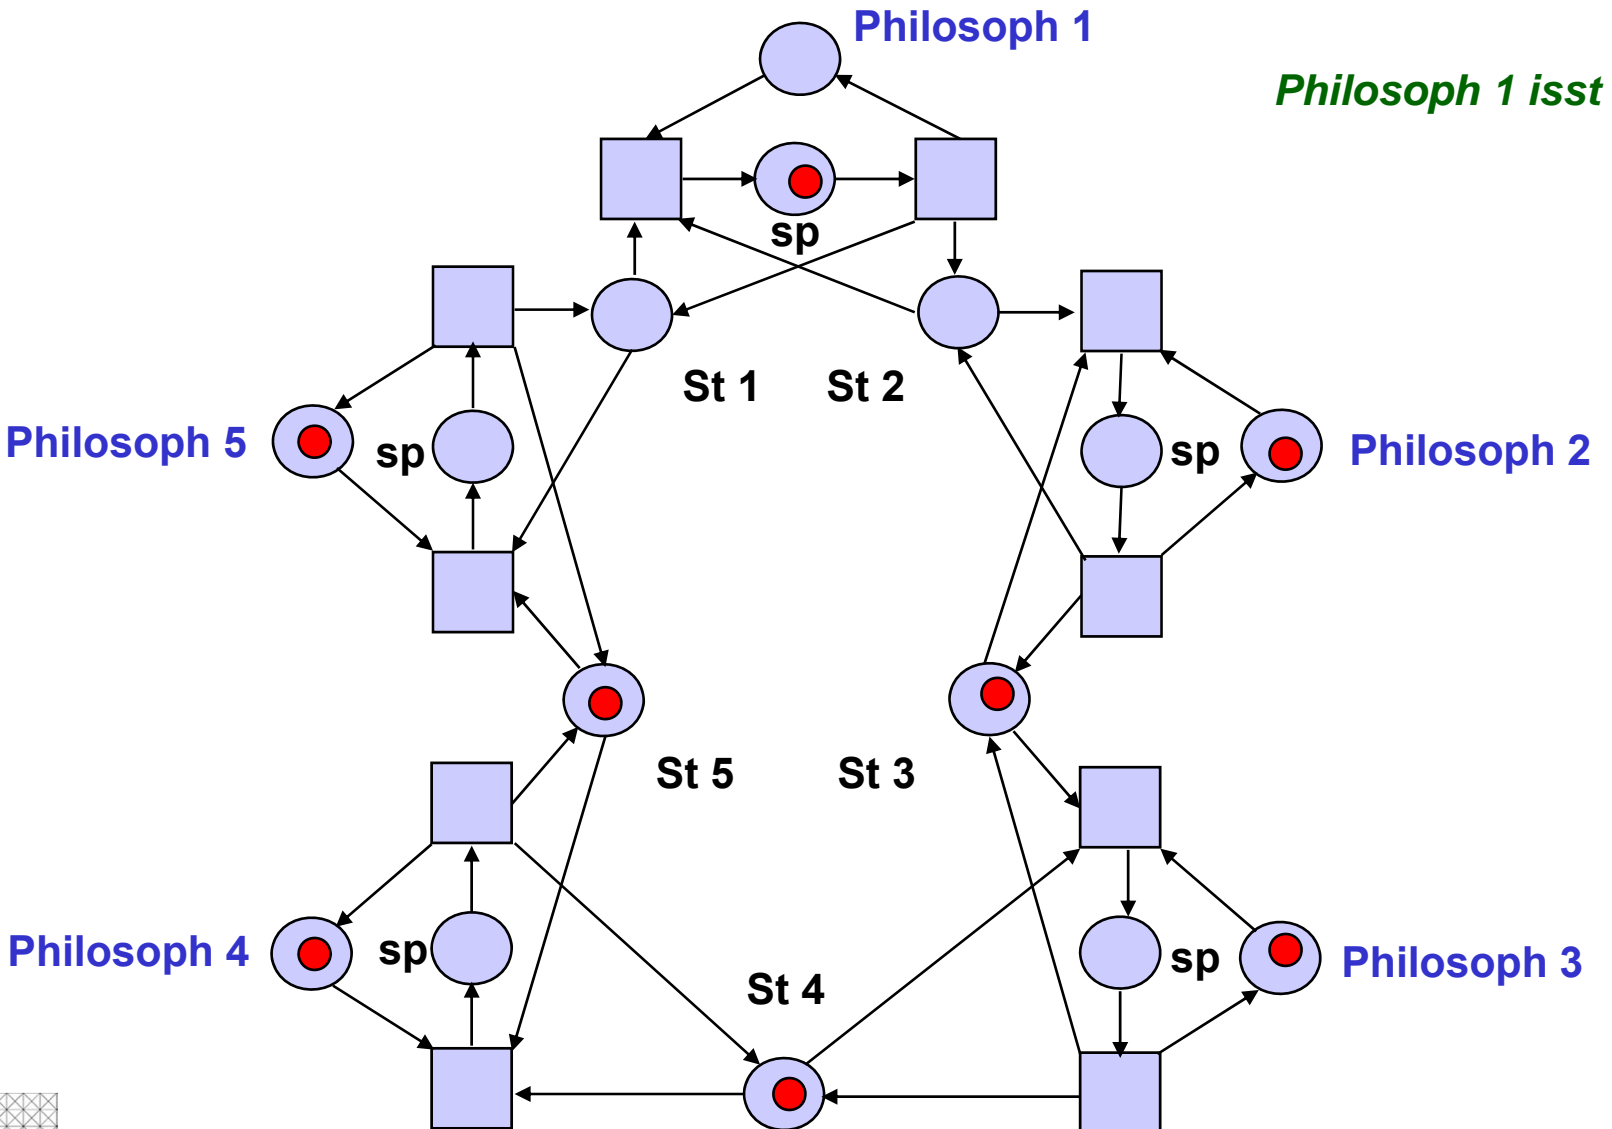 Philosoph 1
Philosoph 1 isst
sp
St 1
St 2
Philosoph 5
sp
sp
Philosoph 2
St 5
St 3
Philosoph 4
sp
St 4
sp
Philosoph 3